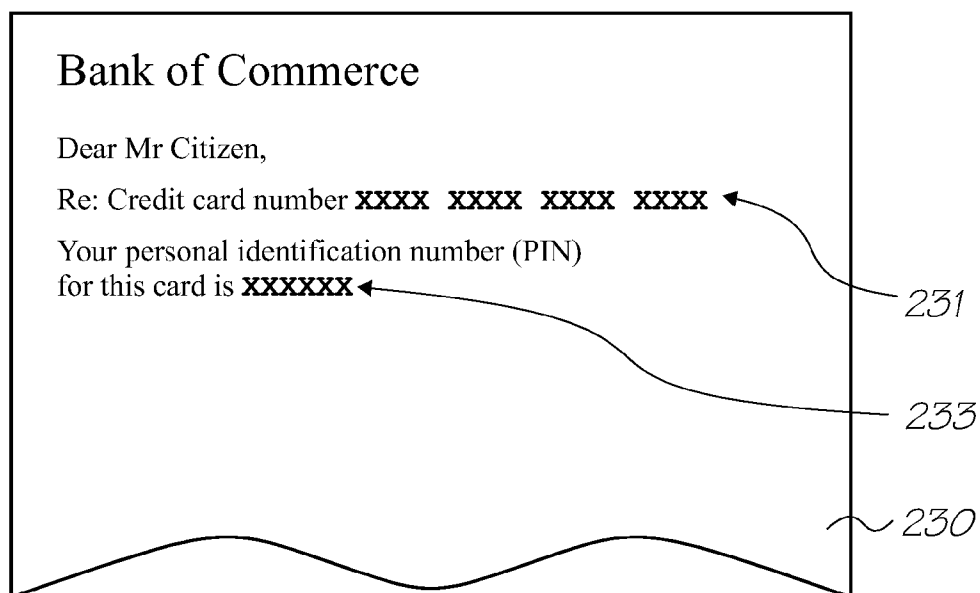 Bank of Commerce
Dear Mr Citizen,
Re: Credit card number XXXX XXXX XXXX XXXX
Your personal identification number (PIN)
for this card is XXXXXX
231
233
230